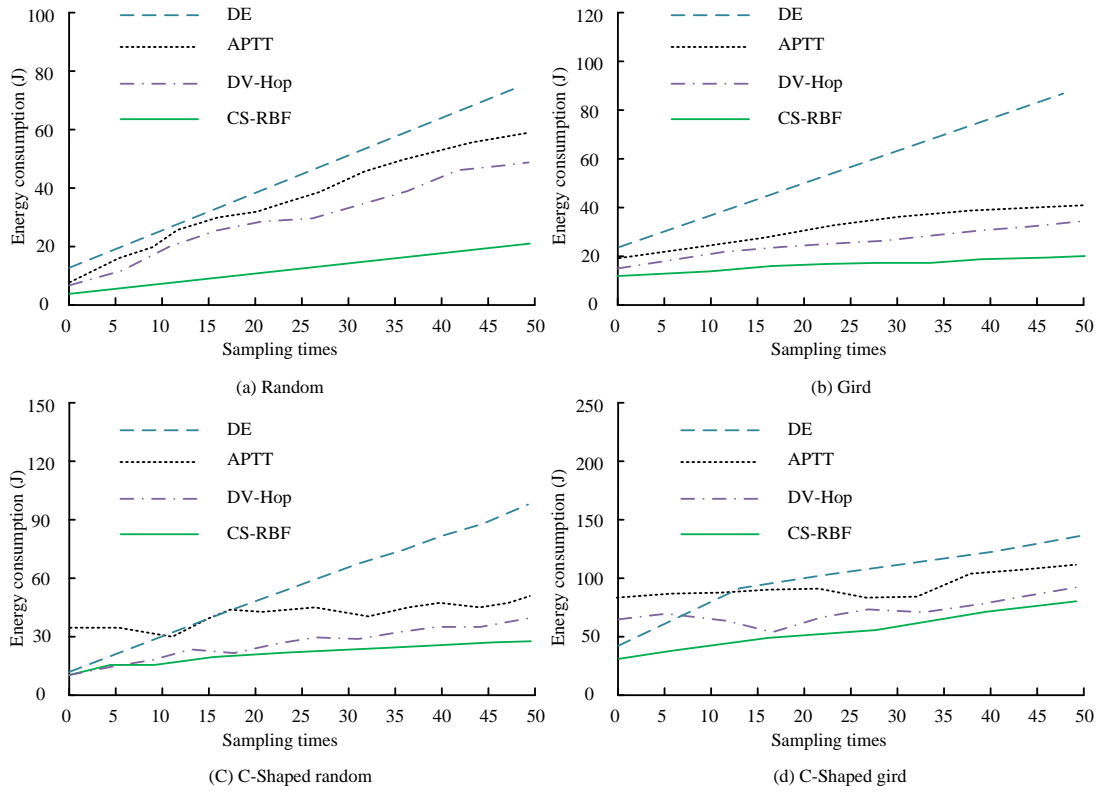 100
80
60
40
20
0
Energy consumption (J)
DE
APTT
DV-Hop
CS-RBF
0 5 10 15 20 25 30 35 40 45 50
Sampling times
(a) Random
120
100
80
60
40
20
0
Energy consumption (J)
DE
APTT
DV-Hop
CS-RBF
0 5 10 15 20 25 30 35 40 45 50
Sampling times
(b) Gird
150
120
90
60
30
0
Energy consumption (J)
DE
APTT
DV-Hop
CS-RBF
0 5 10 15 20 25 30 35 40 45 50
Sampling times
(C) C-Shaped random
250
200
150
100
50
0
Energy consumption (J)
DE
APTT
DV-Hop
CS-RBF
0 5 10 15 20 25 30 35 40 45 50
Sampling times
(d) C-Shaped gird